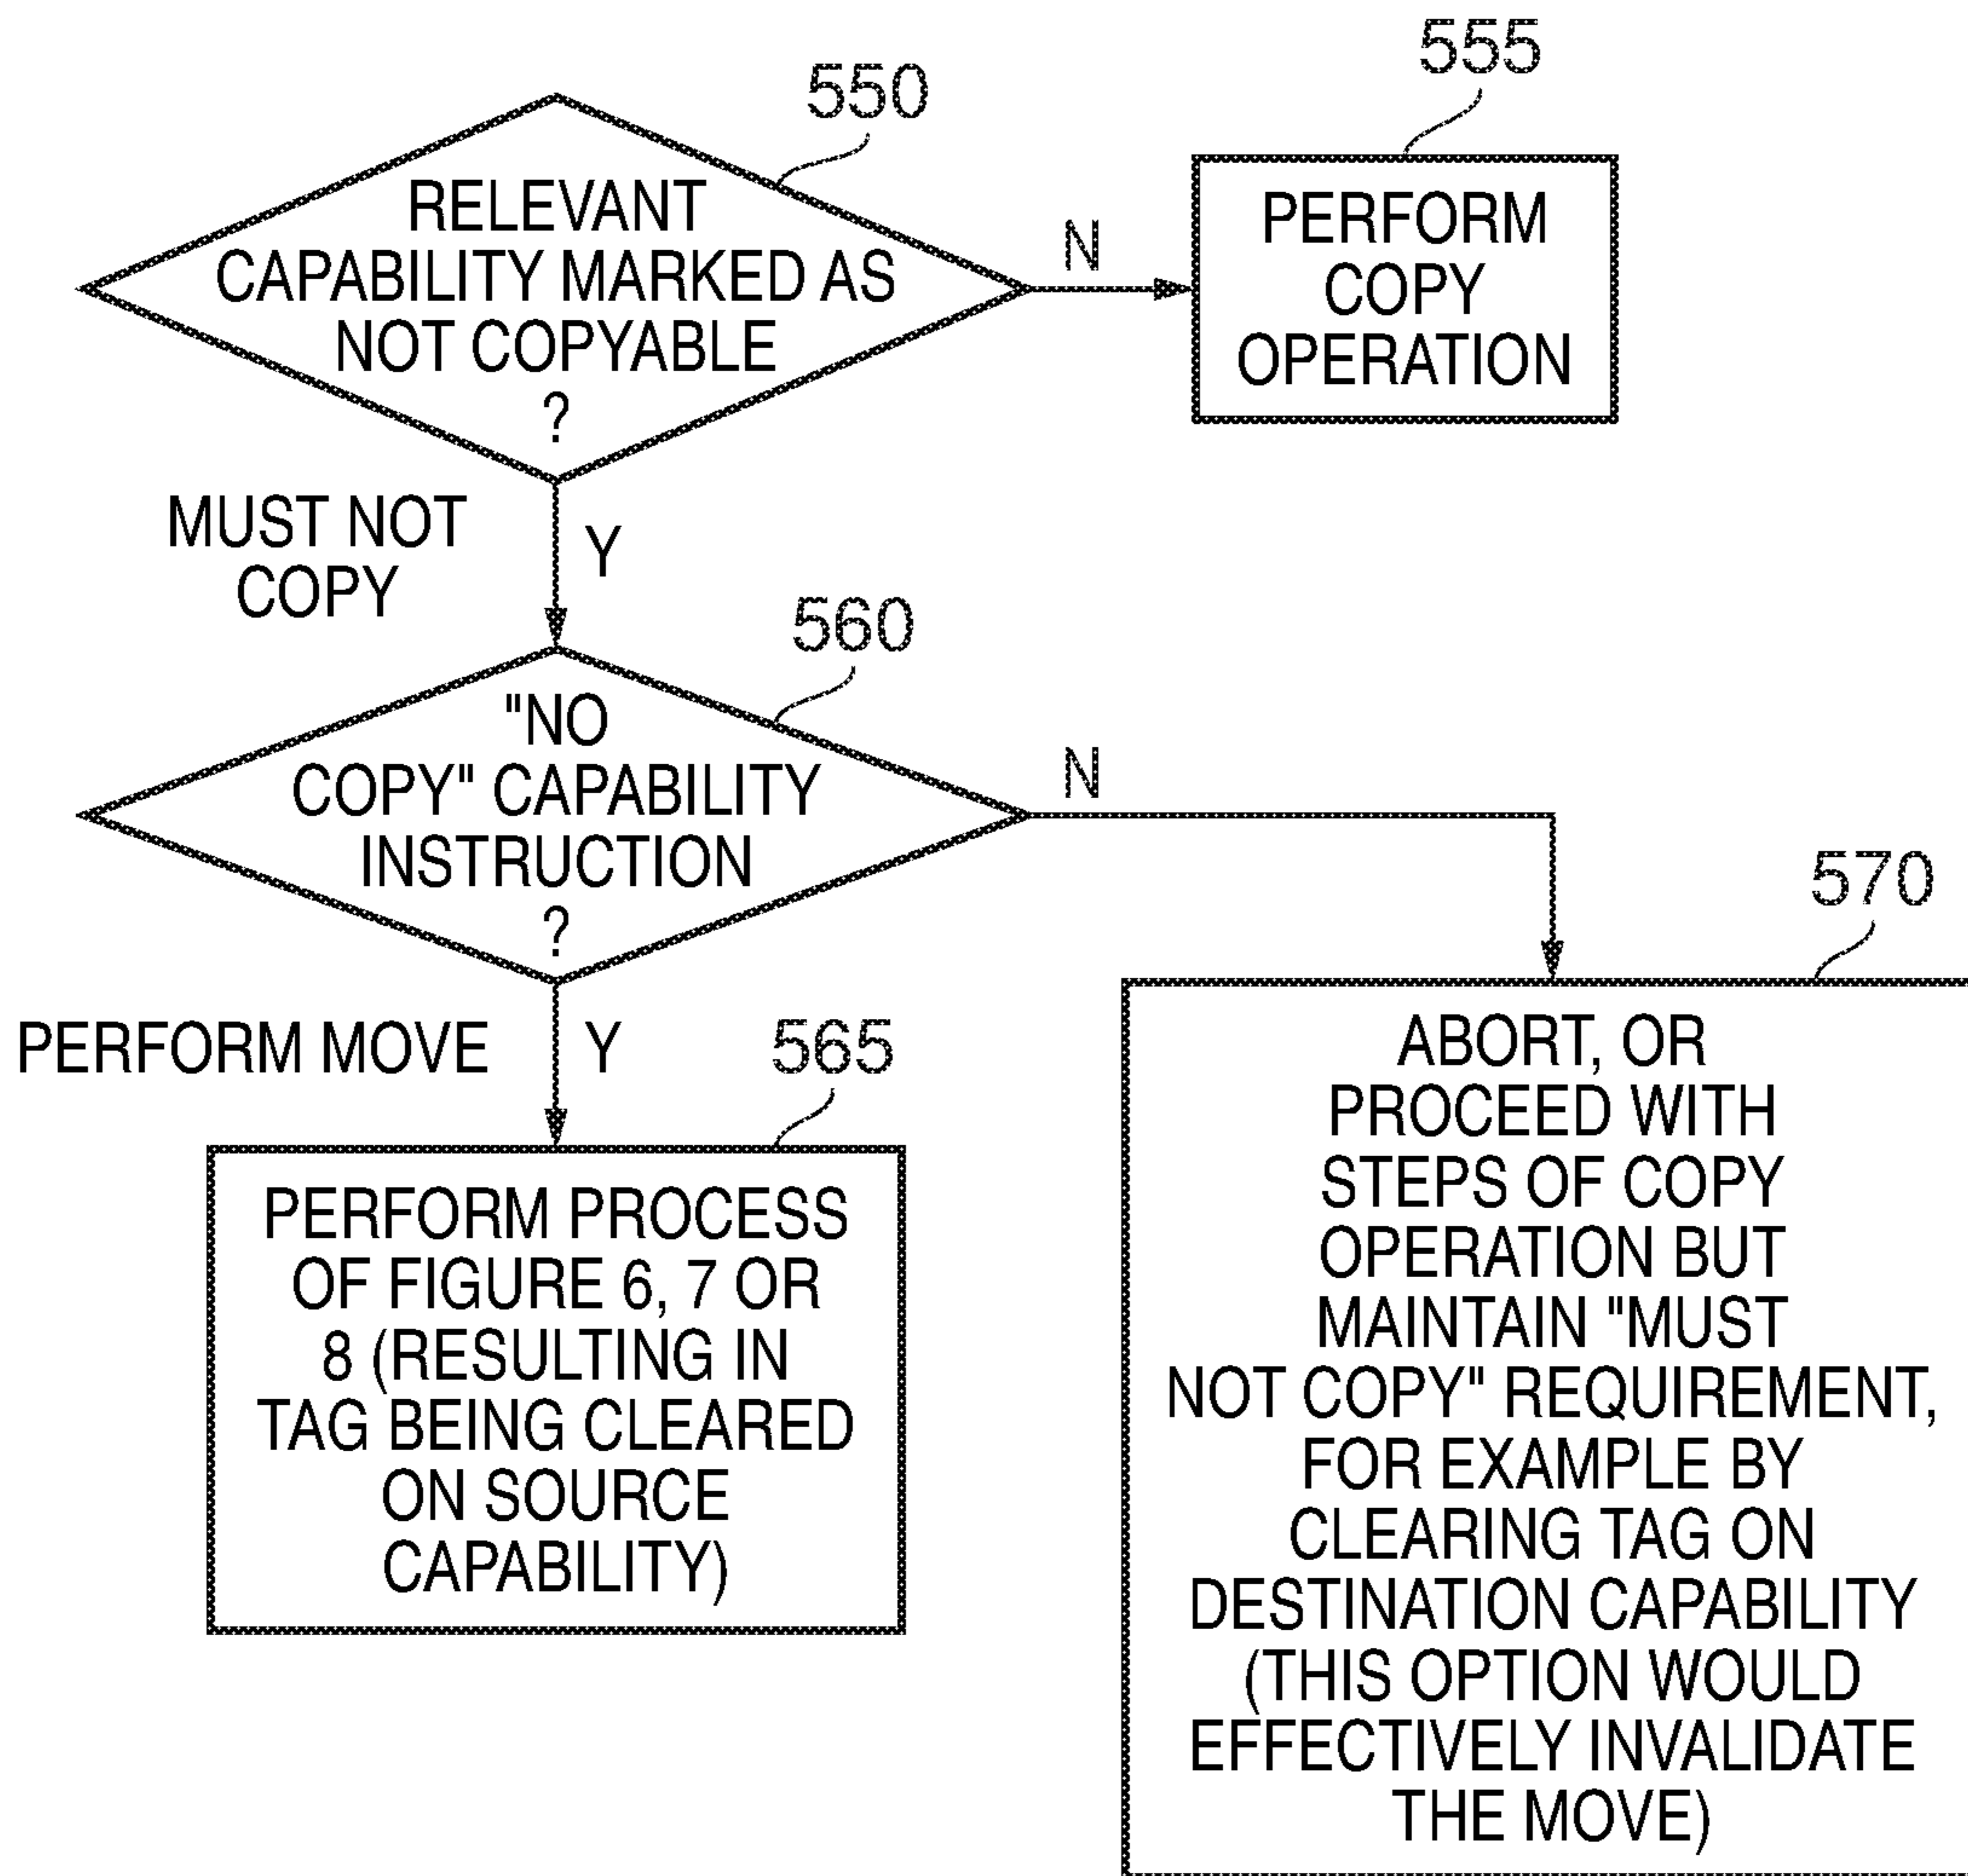 550
RELEVANT
CAPABILITY MARKED AS
NOT COPYABLE
?
N
555
PERFORM
COPY
OPERATION
MUST NOT
COPY
Y
560
"NO
COPY" CAPABILITY
INSTRUCTION
?
N
PERFORM MOVE
Y
565
PERFORM PROCESS
OF FIGURE 6, 7 OR
8 (RESULTING IN
TAG BEING CLEARED
ON SOURCE
CAPABILITY)
570
ABORT, OR
PROCEED WITH
STEPS OF COPY
OPERATION BUT
MAINTAIN "MUST
NOT COPY" REQUIREMENT,
FOR EXAMPLE BY
CLEARING TAG ON
DESTINATION CAPABILITY
(THIS OPTION WOULD
EFFECTIVELY INVALIDATE
THE MOVE)